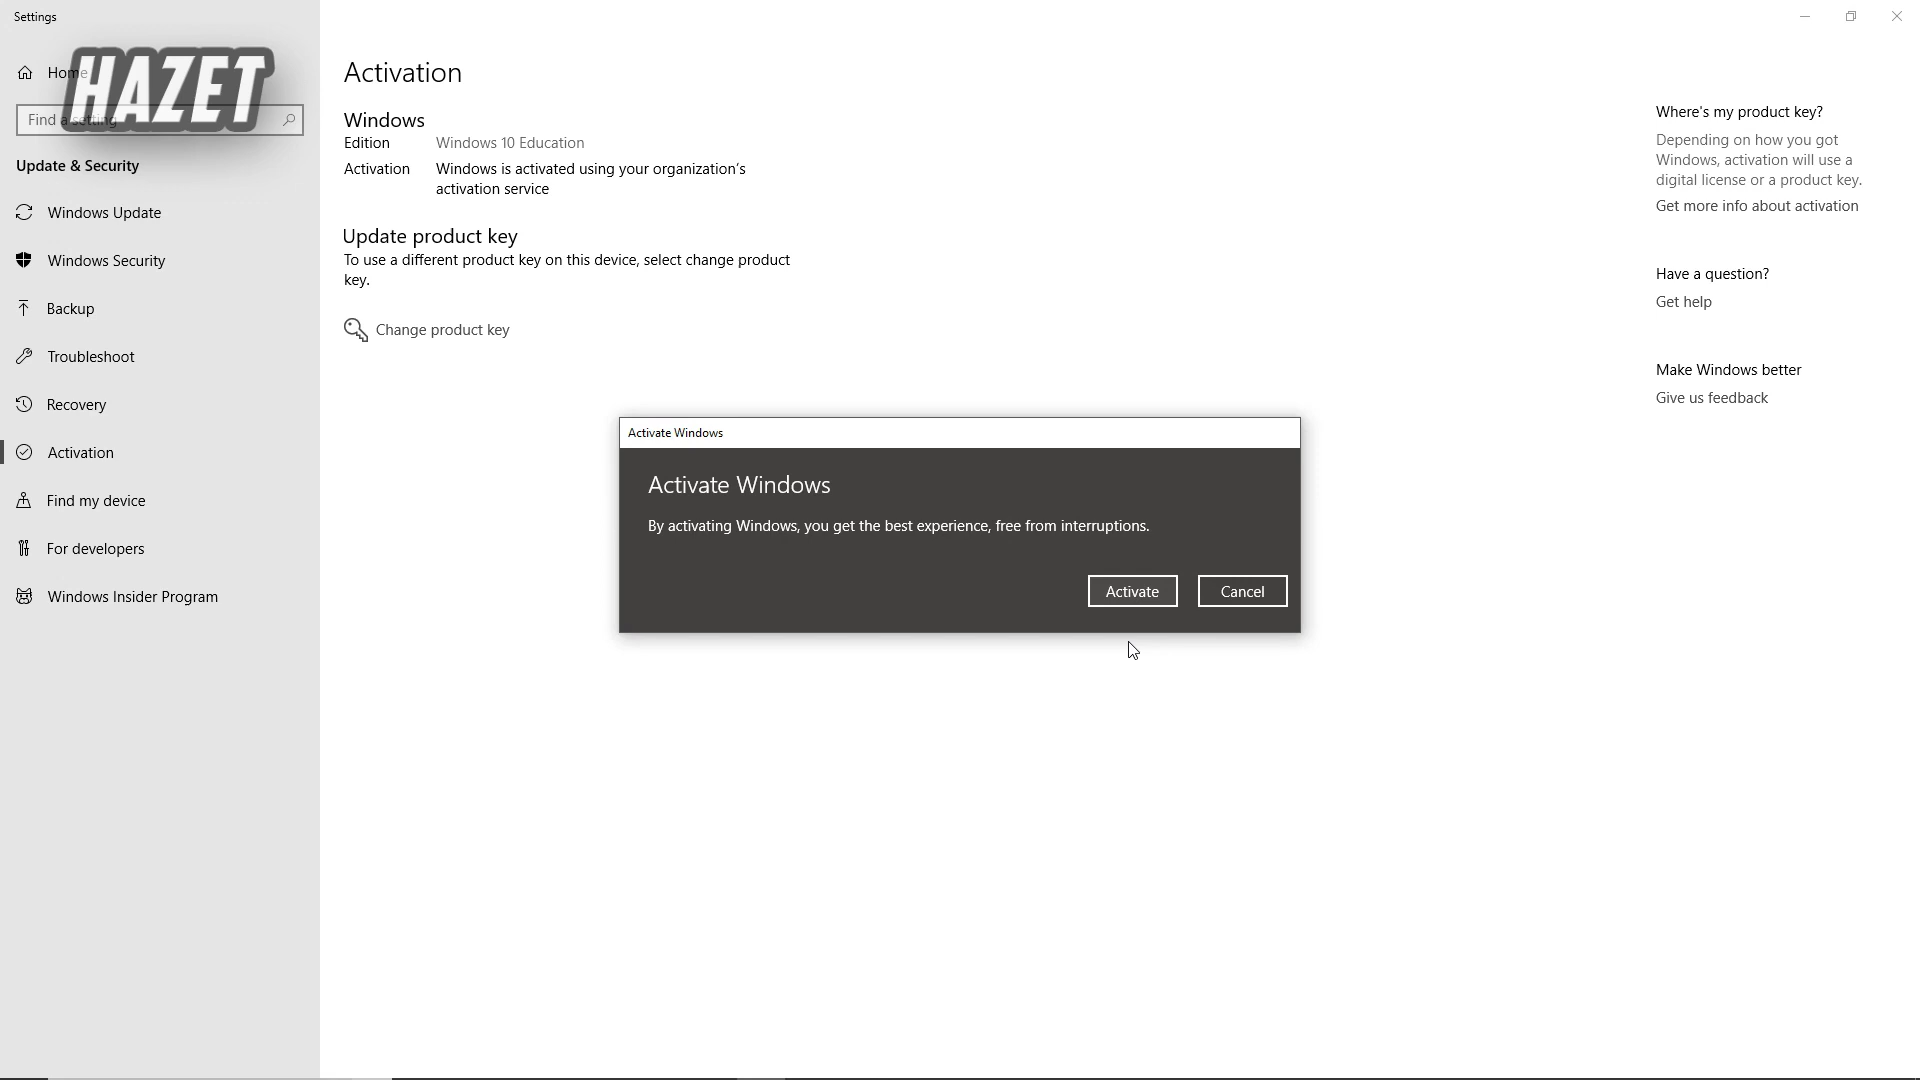 Settings
Home
HAZET
Find a setting
Update & Security
Windows Update
Windows Security
Backup
Troubleshoot
Recovery
Activation
Find my device
For developers
Windows Insider Program
Activation
Windows
Edition Windows 10 Education
Activation Windows is activated using your organization's
activation service
Update product key
To use a different product key on this device, select change product
key.
Change product key
Activate Windows
Activate Windows
By activating Windows, you get the best experience, free from interruptions.
Activate Cancel
Where's my product key?
Depending on how you got
Windows, activation will use a
digital license or a product key.
Get more info about activation
Have a question?
Get help
Make Windows better
Give us feedback